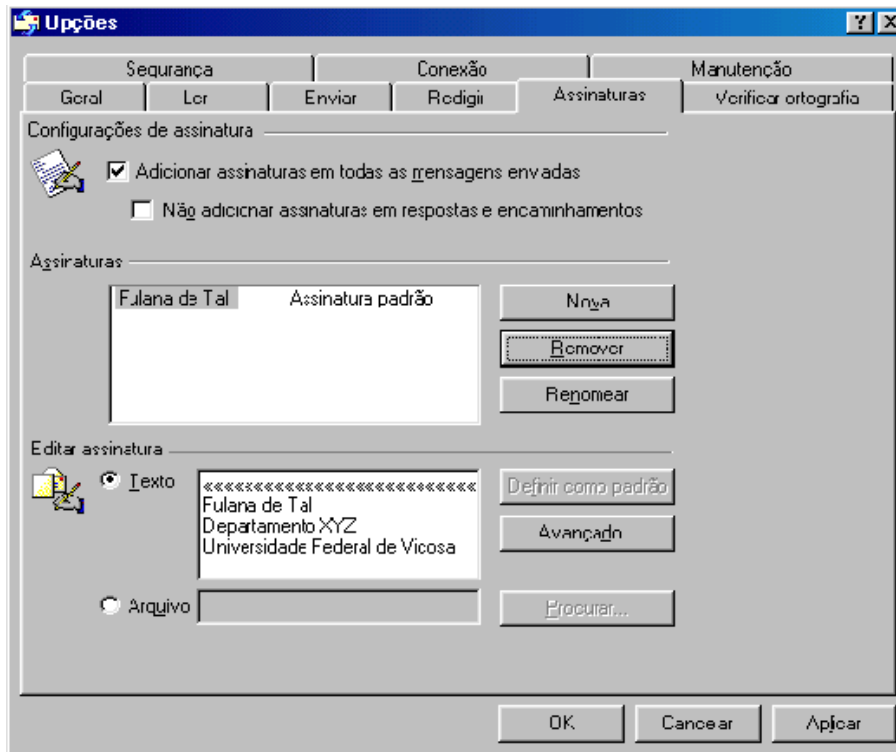 Opções
Segurança Conexão Manutenção
Geral Ler Enviar Redigir Assinaturas Verificar ortografia
Configurações de assinatura
Adicionar assinaturas em todas as mensagens enviadas
Não adicionar assinaturas em respostas e encaminhamentos
Assinaturas
Fulana de Tal Assinatura padrão
Nova
Remover
Renomear
Editar assinatura
Texto
«««««««««««««««««««««««««««
Fulana de Tal
Departamento XYZ
Universidade Federal de Vicosa
Definir como padrão
Avançado
Arquivo
Procurar...
OK Cancelar Aplicar